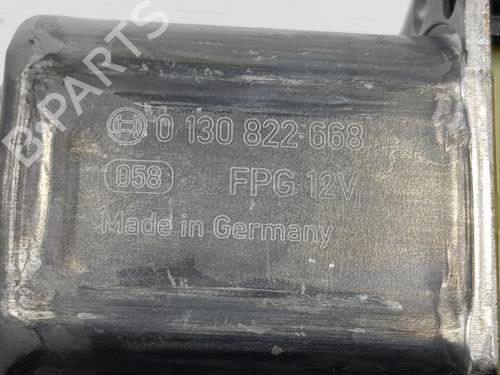 0 130 822 668
058 FPG 12V
Made in Germany
B-PARTS